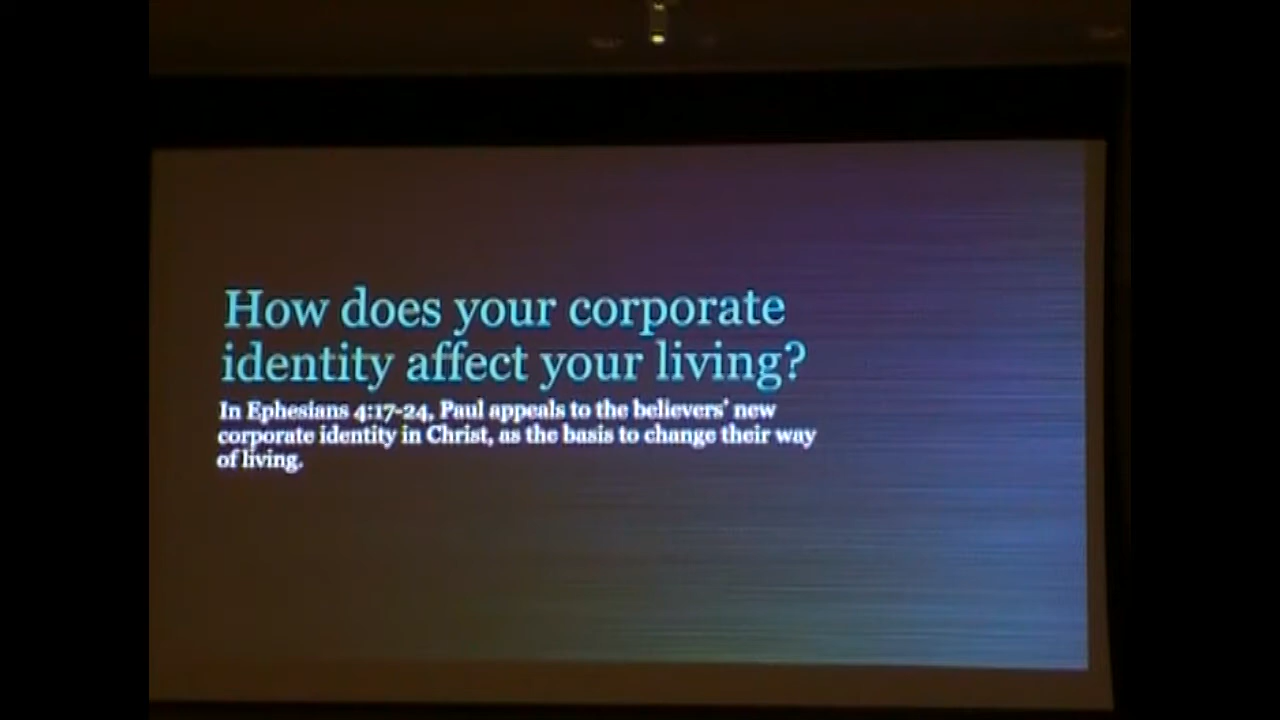 How does your corporate
identity affect your living?
In Ephesians 4:17-24, Paul appeals to the believers' new
corporate identity in Christ, as the basis to change their way
of living.